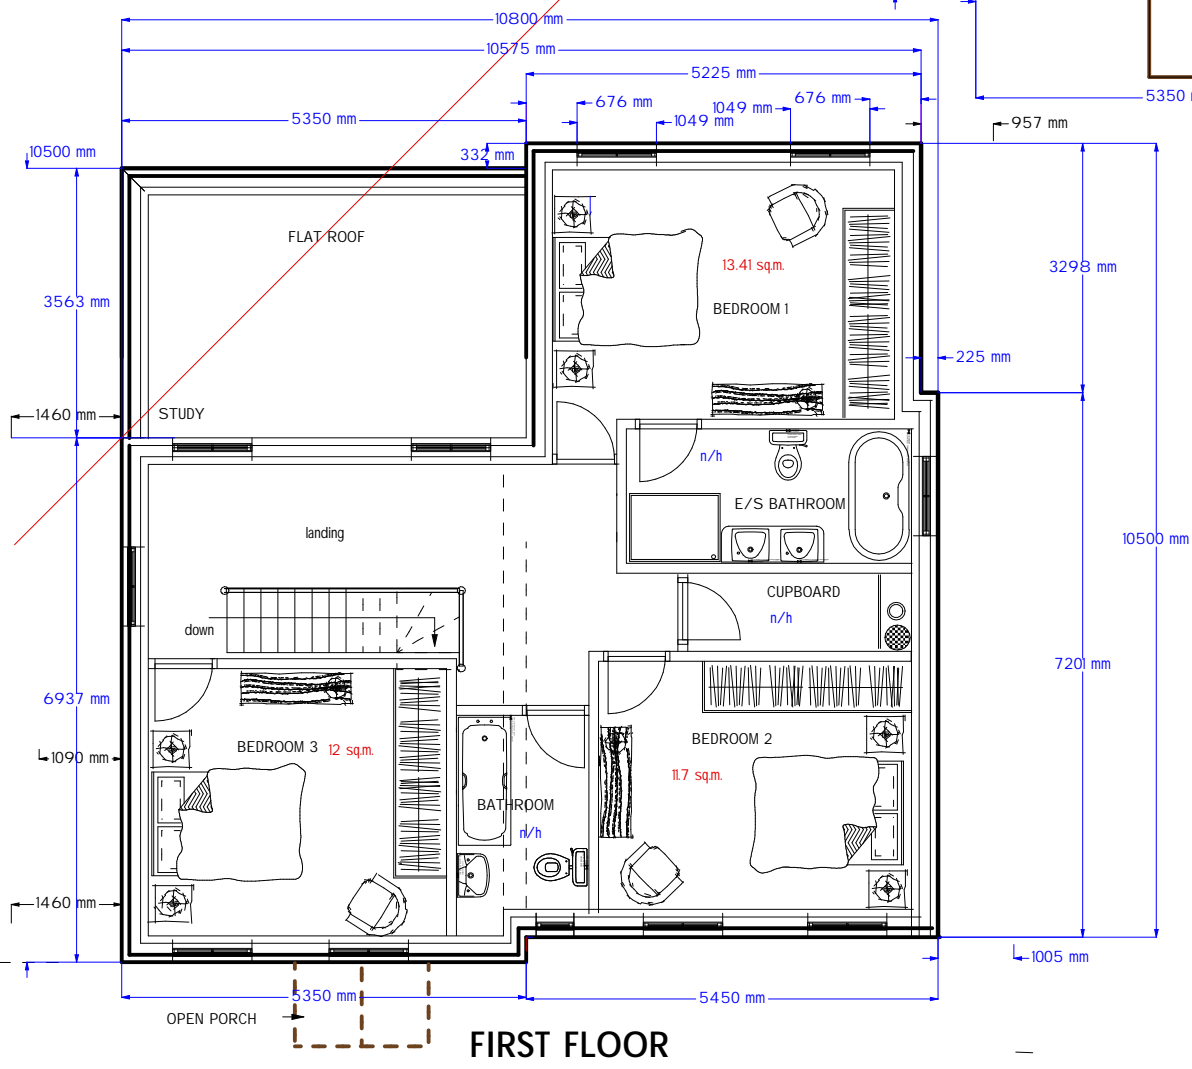 10800 mm
10575 mm
5225 mm
5350 mm
676 mm
1049 mm
1049 mm
676 mm
5350
957 mm
10500 mm
332 mm
FLAT ROOF
13.41 sq.m.
BEDROOM 1
3298 mm
3563 mm
225 mm
1460 mm
STUDY
n/h
E/S BATHROOM
landing
10500 mm
CUPBOARD
n/h
down
7201 mm
6937 mm
BEDROOM 3
12 sq.m.
BEDROOM 2
1090 mm
11.7 sq.m.
BATHROOM
n/h
1460 mm
1005 mm
5350 mm
5450 mm
OPEN PORCH
FIRST FLOOR